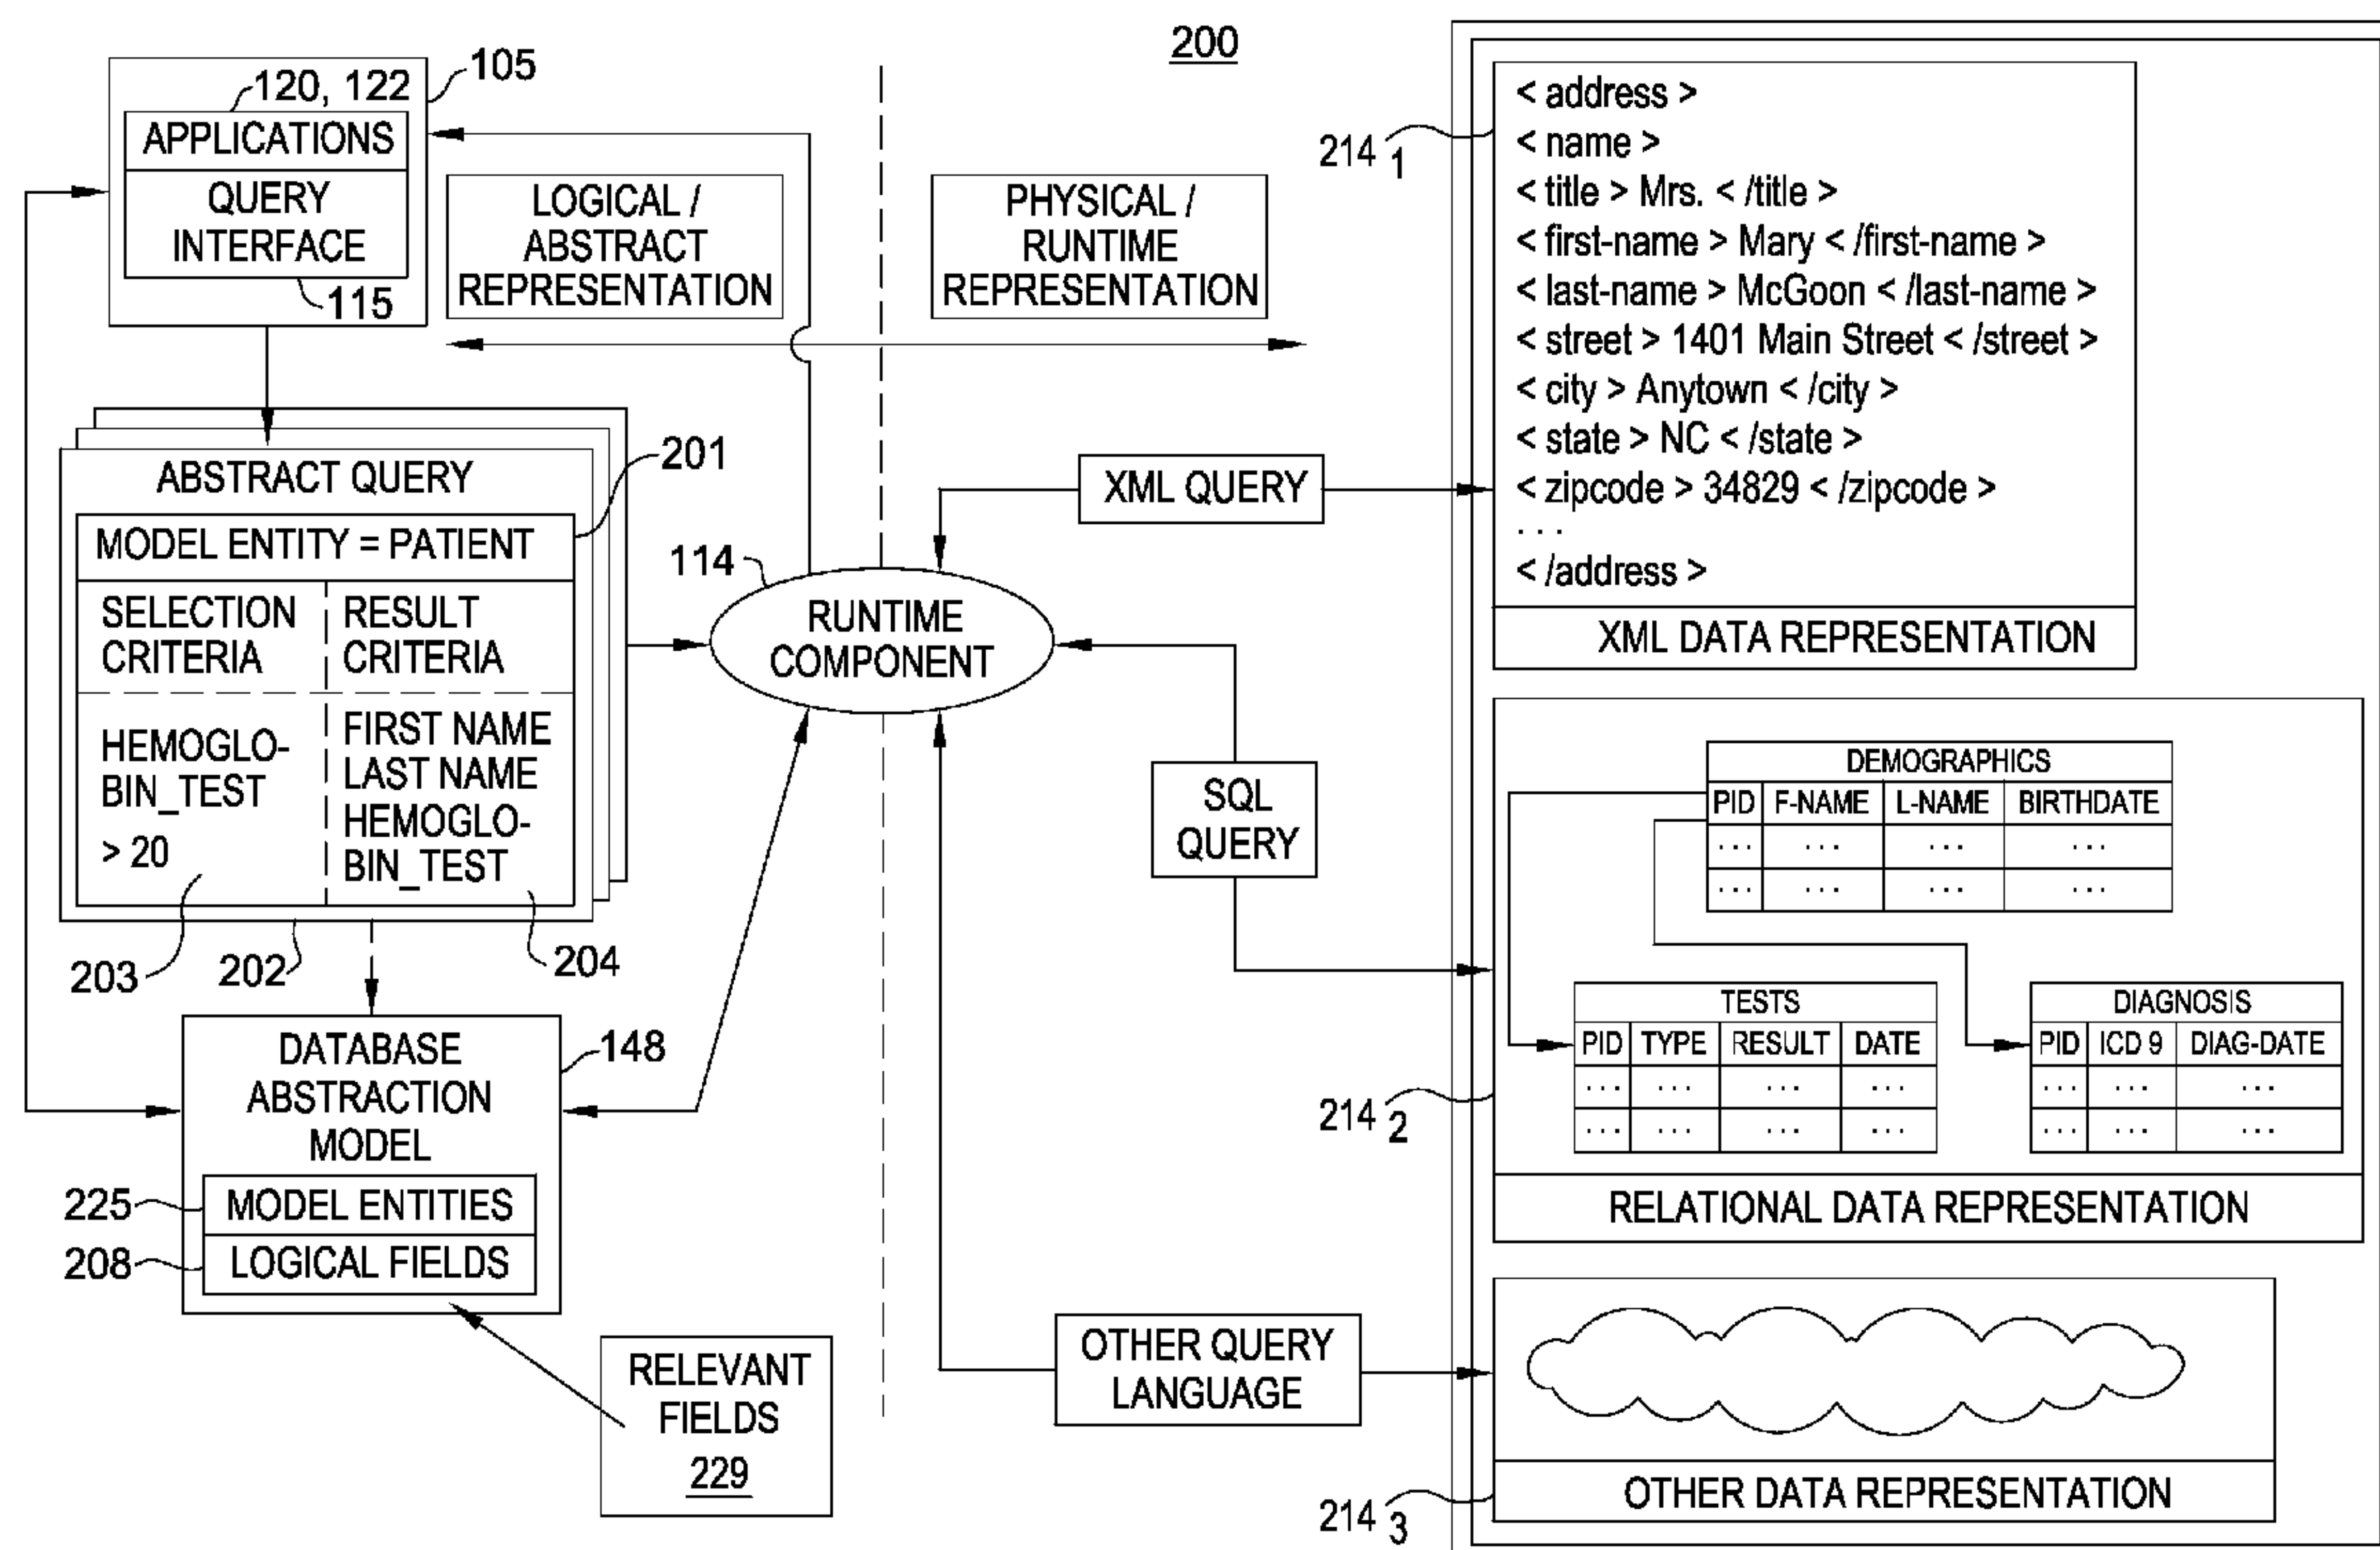 200
105
120, 122
APPLICATIONS
QUERY
INTERFACE
115
LOGICAL /
ABSTRACT
REPRESENTATION
PHYSICAL /
RUNTIME
REPRESENTATION
ABSTRACT QUERY
201
MODEL ENTITY = PATIENT
SELECTION
CRITERIA
RESULT
CRITERIA
HEMOGLO-
BIN_TEST
> 20
FIRST NAME
LAST NAME
HEMOGLO-
BIN_TEST
203
202
204
DATABASE
ABSTRACTION
MODEL
148
225
MODEL ENTITIES
208
LOGICAL FIELDS
RELEVANT
FIELDS
229
114
RUNTIME
COMPONENT
XML QUERY
SQL
QUERY
OTHER QUERY
LANGUAGE
214 1
< address >
< name >
< title > Mrs. < /title >
< first-name > Mary < /first-name >
< last-name > McGoon < /last-name >
< street > 1401 Main Street < /street >
< city > Anytown < /city >
< state > NC < /state >
< zipcode > 34829 < /zipcode >
. . .
< /address >
XML DATA REPRESENTATION
214 2
DEMOGRAPHICS
PID F-NAME L-NAME BIRTHDATE
. . . . . . . . . . . .
. . . . . . . . . . . .
TESTS
PID TYPE RESULT DATE
. . . . . . . . . . . .
. . . . . . . . . . . .
DIAGNOSIS
PID ICD 9 DIAG-DATE
. . . . . . . . .
. . . . . . . . .
RELATIONAL DATA REPRESENTATION
214 3
OTHER DATA REPRESENTATION